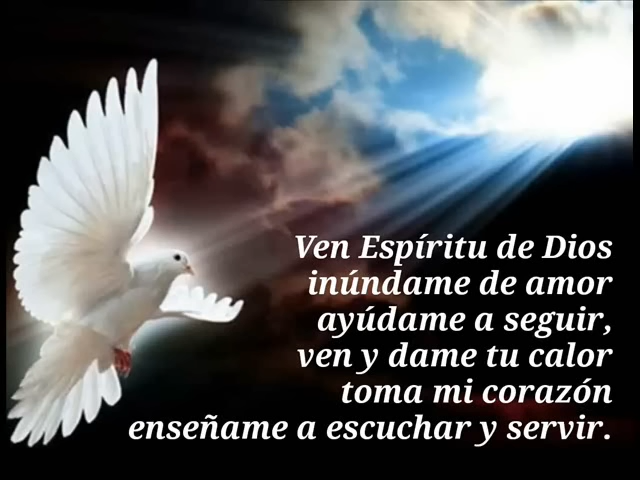 Ven Espíritu de Dios
inúndame de amor
ayúdame a seguir,
ven y dame tu calor
toma mi corazón
enseñame a escuchar y servir.